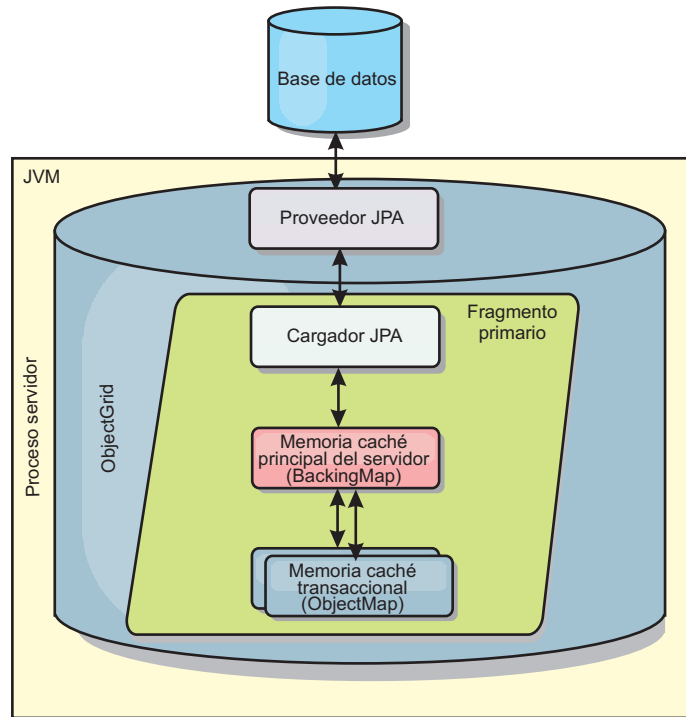 Base de datos
JVM
Proveedor JPA
Fragmento
primario
Cargador JPA
Proceso servidor
ObjectGrid
Memoria caché
principal del servidor
(BackingMap)
Memoria caché
transaccional
(ObjectMap)